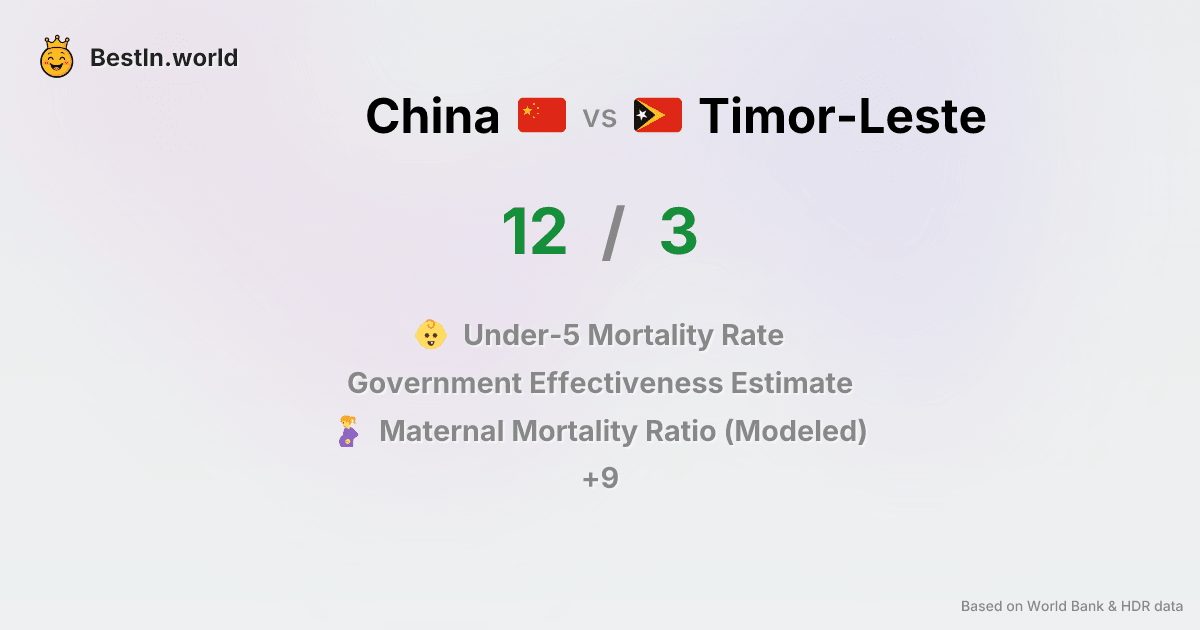 BestIn.world
China vs Timor-Leste
12 / 3
Under-5 Mortality Rate
Government Effectiveness Estimate
Maternal Mortality Ratio (Modeled)
+9
Based on World Bank & HDR data